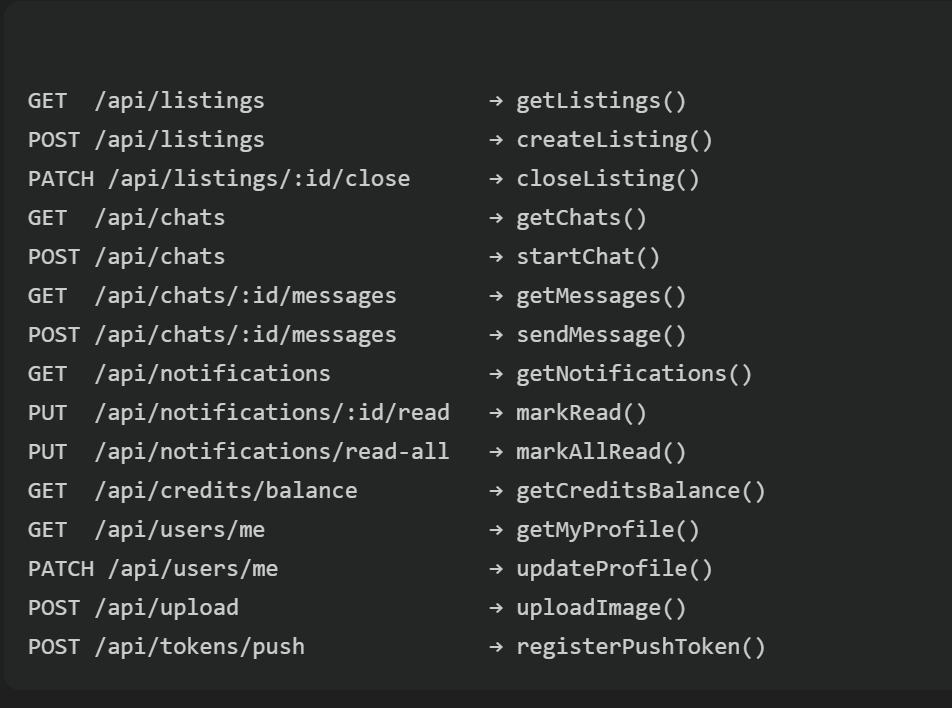 GET  /api/listings                 → getListings()
POST /api/listings                 → createListing()
PATCH /api/listings/:id/close      → closeListing()
GET  /api/chats                    → getChats()
POST /api/chats                    → startChat()
GET  /api/chats/:id/messages       → getMessages()
POST /api/chats/:id/messages       → sendMessage()
GET  /api/notifications            → getNotifications()
PUT  /api/notifications/:id/read   → markRead()
PUT  /api/notifications/read-all   → markAllRead()
GET  /api/credits/balance          → getCreditsBalance()
GET  /api/users/me                 → getMyProfile()
PATCH /api/users/me                → updateProfile()
POST /api/upload                   → uploadImage()
POST /api/tokens/push              → registerPushToken()